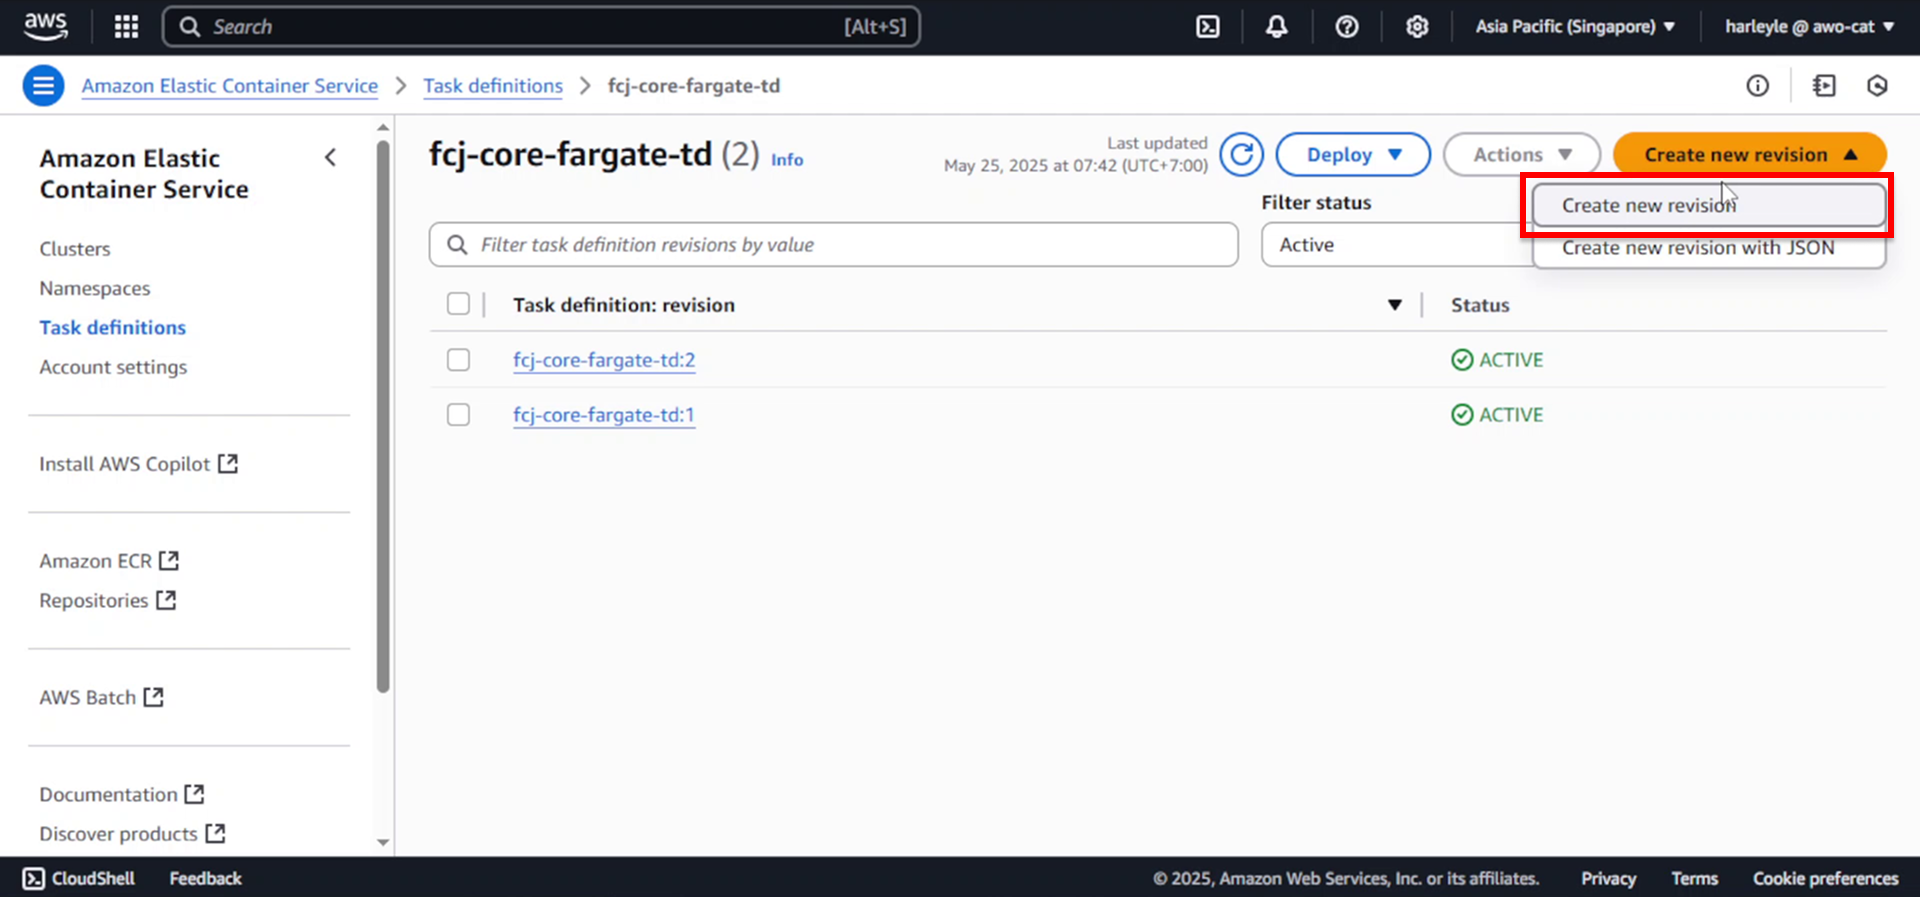 aws
Search [Alt+S]
Asia Pacific (Singapore)
harleyle @ awo-cat
Amazon Elastic Container Service
Task definitions
fcj-core-fargate-td
Amazon Elastic
Container Service
Clusters
Namespaces
Task definitions
Account settings
Install AWS Copilot
Amazon ECR
Repositories
AWS Batch
Documentation
Discover products
fcj-core-fargate-td (2) Info
Last updated
May 25, 2025 at 07:42 (UTC+7:00)
Deploy
Actions
Create new revision
Create new revision
Create new revision with JSON
Filter status
Filter task definition revisions by value
Active
Task definition: revision
Status
fcj-core-fargate-td:2
ACTIVE
fcj-core-fargate-td:1
ACTIVE
CloudShell
Feedback
© 2025, Amazon Web Services, Inc. or its affiliates.
Privacy
Terms
Cookie preferences